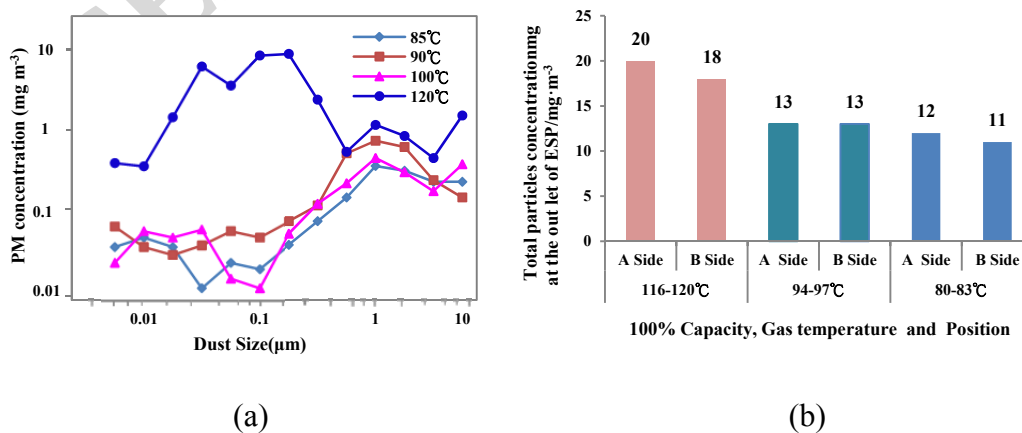 PM concentration (mg m⁻³)
10
1
0.1
0.01
85℃
90℃
100℃
120℃
0.01 0.1 1 10
Dust Size(μm)
(a)
Total particles concentrationmg
at the out let of ESP/mg·m⁻³
25
20
15
10
5
0
20 18 13 13 12 11
A Side B Side A Side B Side A Side B Side
116-120℃ 94-97℃ 80-83℃
100% Capacity, Gas temperature and Position
(b)